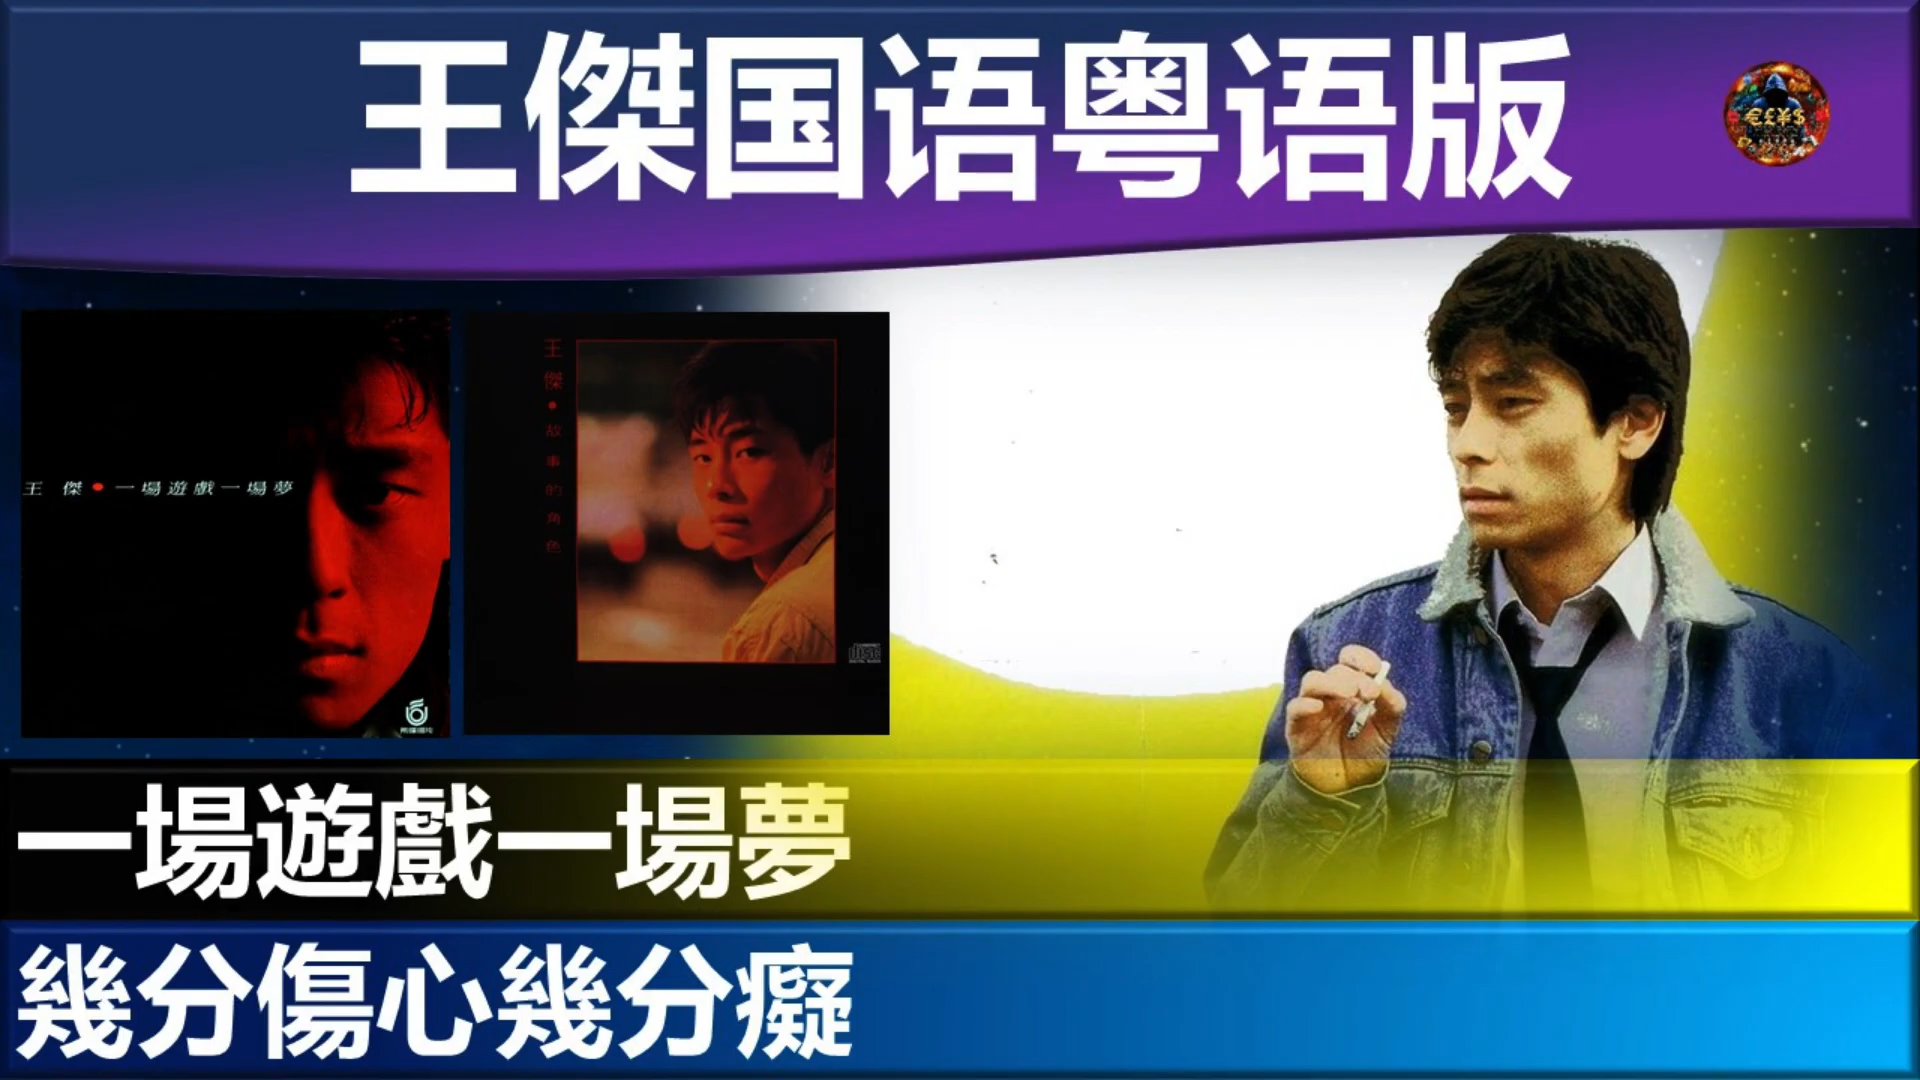 王傑国语粤语版
€£¥$
王 傑•一場遊戲一場夢
王傑•故事的角色
一場遊戲一場夢
幾分傷心幾分癡